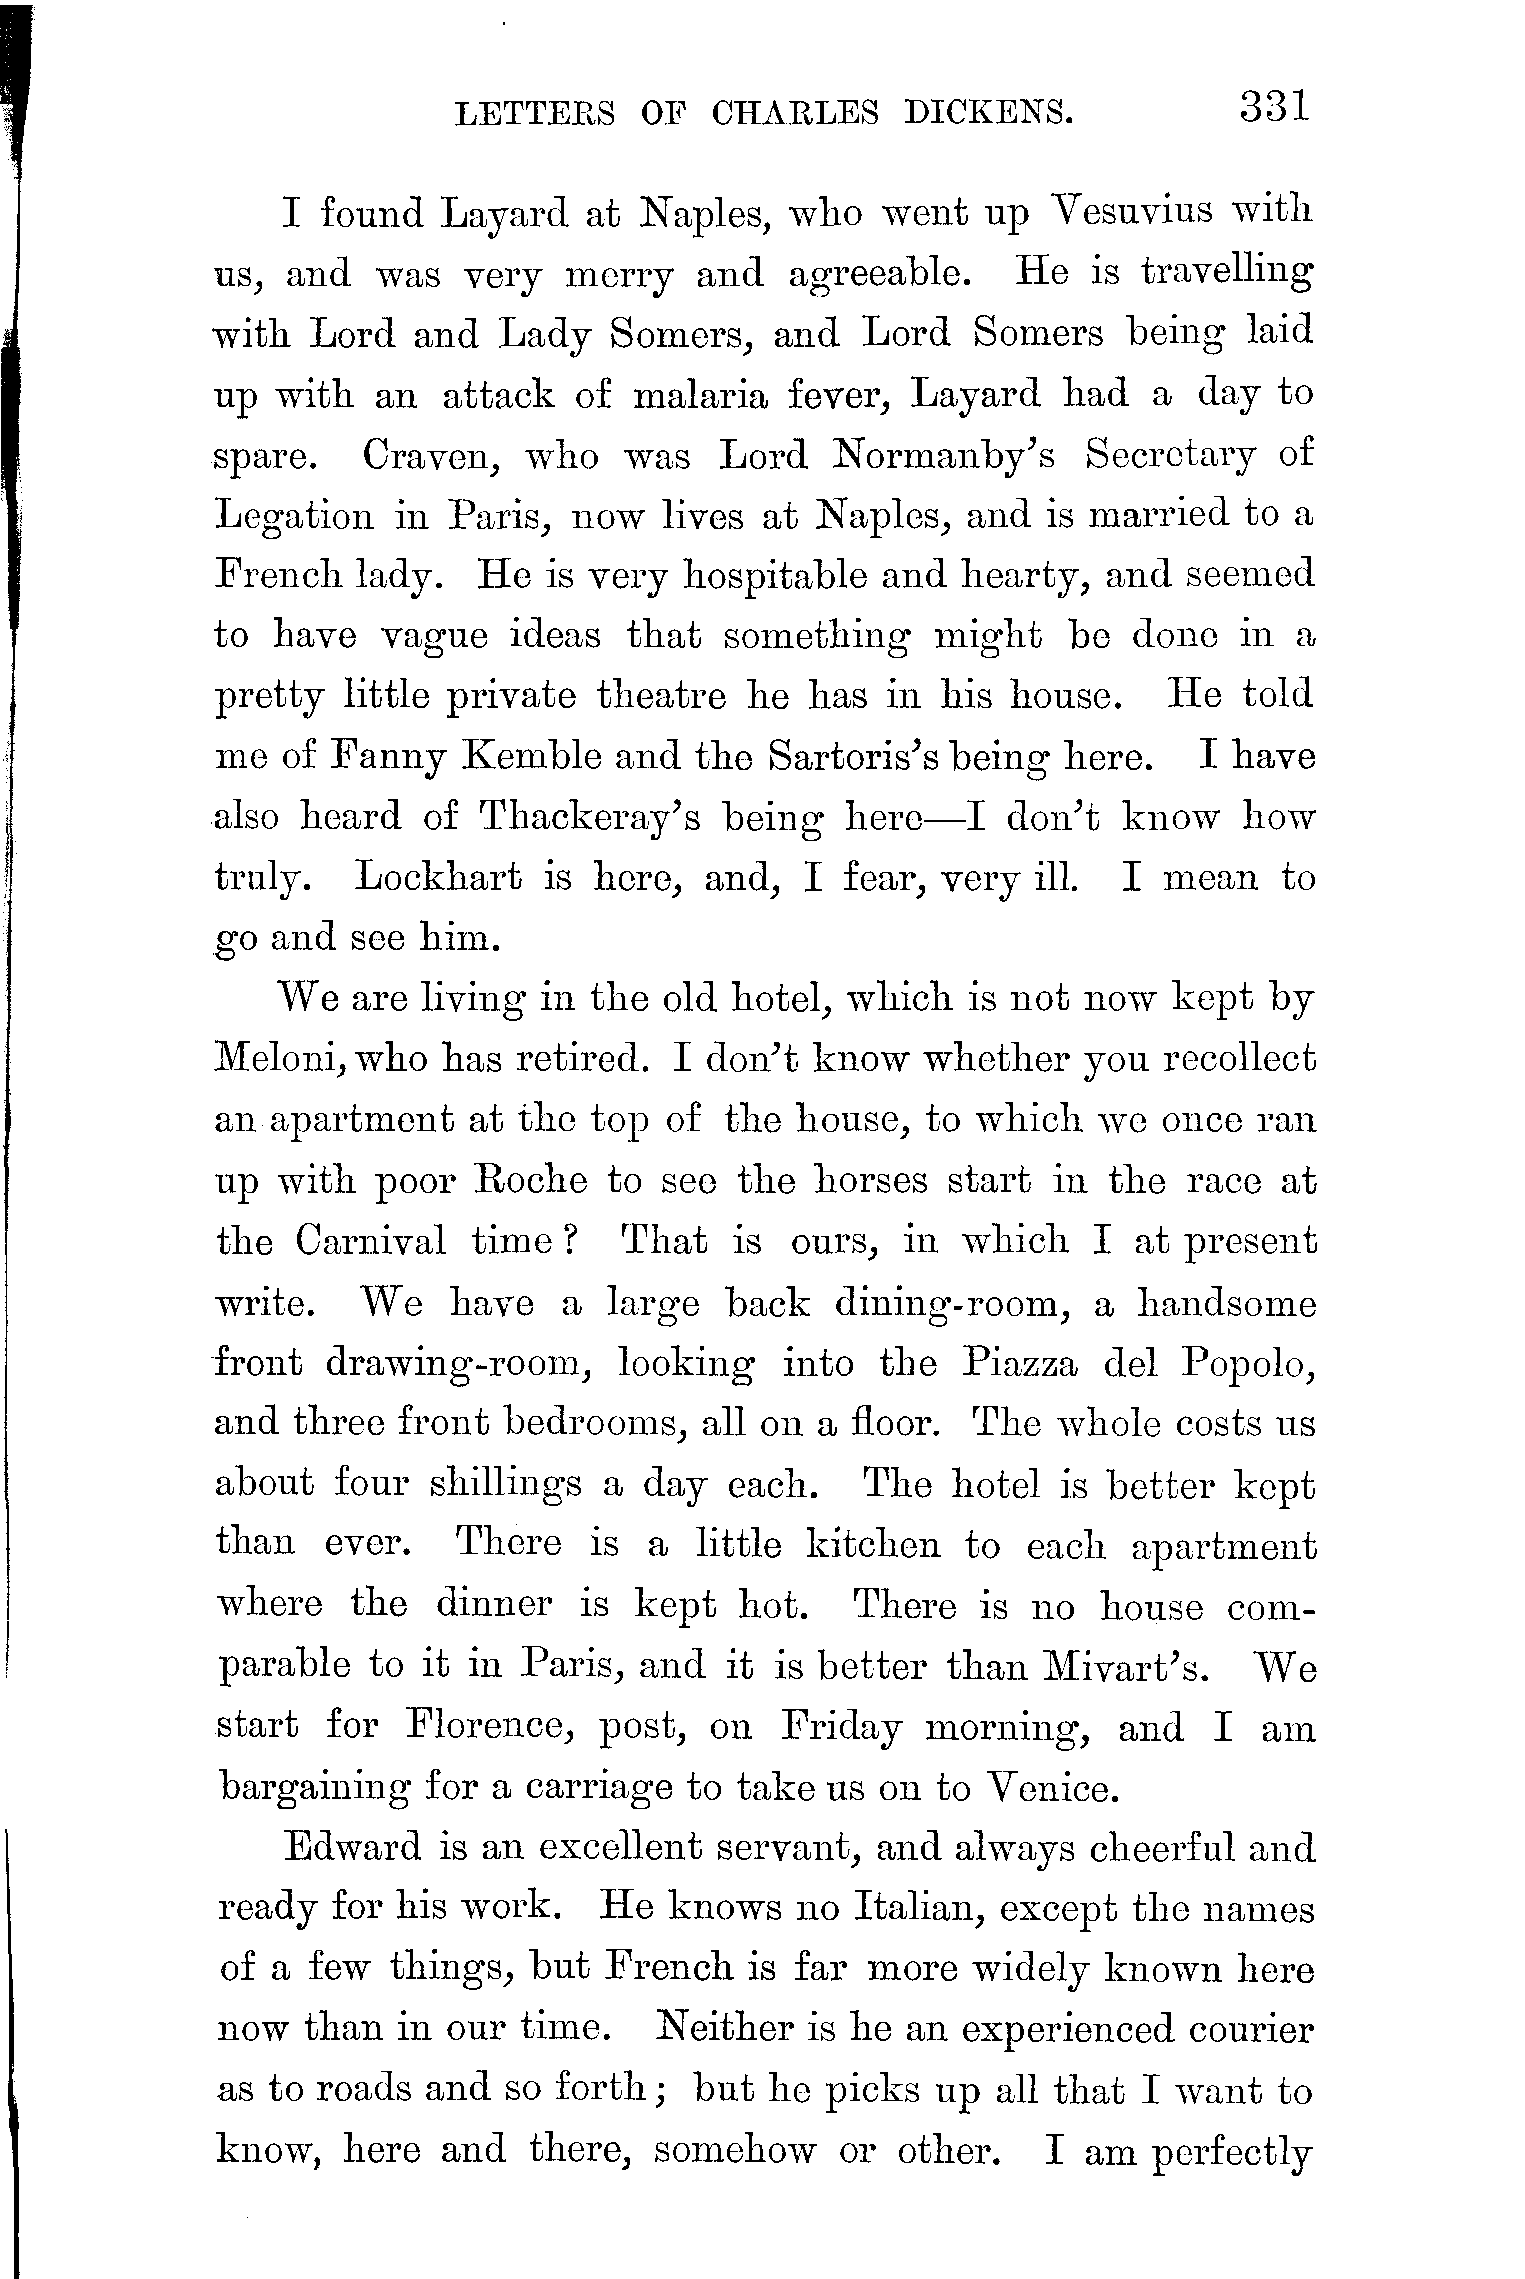 LETTERS OF CHARLES DICKENS. 331
I found Layard at Naples, who went up Vesuvius with
us, and was very merry and agreeable. He is travelling
with Lord and Lady Somers, and Lord Somers being laid
up with an attack of malaria fever, Layard had a day to
spare. Craven, who was Lord Normanby's Secretary of
Legation in Paris, now lives at Naples, and is married to a
French lady. He is very hospitable and hearty, and seemed
to have vague ideas that something might be done in a
pretty little private theatre he has in his house. He told
me of Fanny Kemble and the Sartoris's being here. I have
also heard of Thackeray's being here—I don't know how
truly. Lockhart is here, and, I fear, very ill. I mean to
go and see him.
We are living in the old hotel, which is not now kept by
Meloni, who has retired. I don't know whether you recollect
an apartment at the top of the house, to which we once ran
up with poor Roche to see the horses start in the race at
the Carnival time? That is ours, in which I at present
write. We have a large back dining-room, a handsome
front drawing-room, looking into the Piazza del Popolo,
and three front bedrooms, all on a floor. The whole costs us
about four shillings a day each. The hotel is better kept
than ever. There is a little kitchen to each apartment
where the dinner is kept hot. There is no house com-
parable to it in Paris, and it is better than Mivart's. We
start for Florence, post, on Friday morning, and I am
bargaining for a carriage to take us on to Venice.
Edward is an excellent servant, and always cheerful and
ready for his work. He knows no Italian, except the names
of a few things, but French is far more widely known here
now than in our time. Neither is he an experienced courier
as to roads and so forth; but he picks up all that I want to
know, here and there, somehow or other. I am perfectly